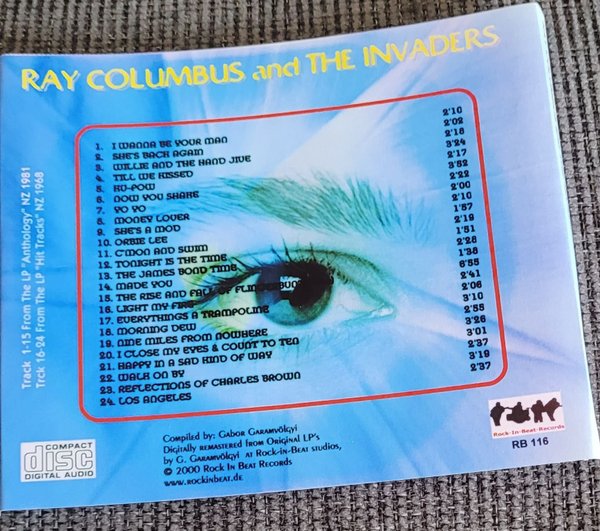 RAY COLUMBUS and THE INVADERS
1. I WANNA BE YOUR MAN 2'10
2. SHE'S BACK AGAIN 2'02
3. WILLIE AND THE HAND JIVE 2'18
4. TILL WE KISSED 3'24
5. KU-POW 2'17
6. NOW YOU SHAKE 3'52
7. YO YO 2'22
8. MONEY LOVER 2'00
9. SHE'S A MOD 2'10
10. ORBIE LEE 1'57
11. C'MON AND SWIM 2'19
12. TONIGHT IS THE TIME 1'51
13. THE JAMES BOND TIME 2'28
14. MADE YOU 1'38
15. THE RISE AND FALL OF 6'55
16. LIGHT MY FIRE 2'41
17. EVERYTHINGS A TRAMPOLINE 2'06
18. MORNING DEW 3'10
19. NINE MILES FROM NOWHERE 2'55
20. I CLOSE MY EYES & COUNT TO TEN 3'26
21. HAPPY IN A SAD KIND OF WAY 3'01
22. WALK ON BY 2'37
23. REFLECTIONS OF CHARLES BROWN 3'19
24. LOS ANGELES 2'37
Track 1-15 From The LP "Anthology" NZ 1981
Trck 16-24 From The LP "Hit Tracks" NZ 1968
COMPACT
disc
DIGITAL AUDIO
Compiled by: Gabor Garamvölgyi
Digitally remastered from Original LP's
by G. Garamvölgyi at Rock-in-Beat studios,
© 2000 Rock In Beat Records
www.rockinbeat.de
Rock-In-Beat-Records
RB 116